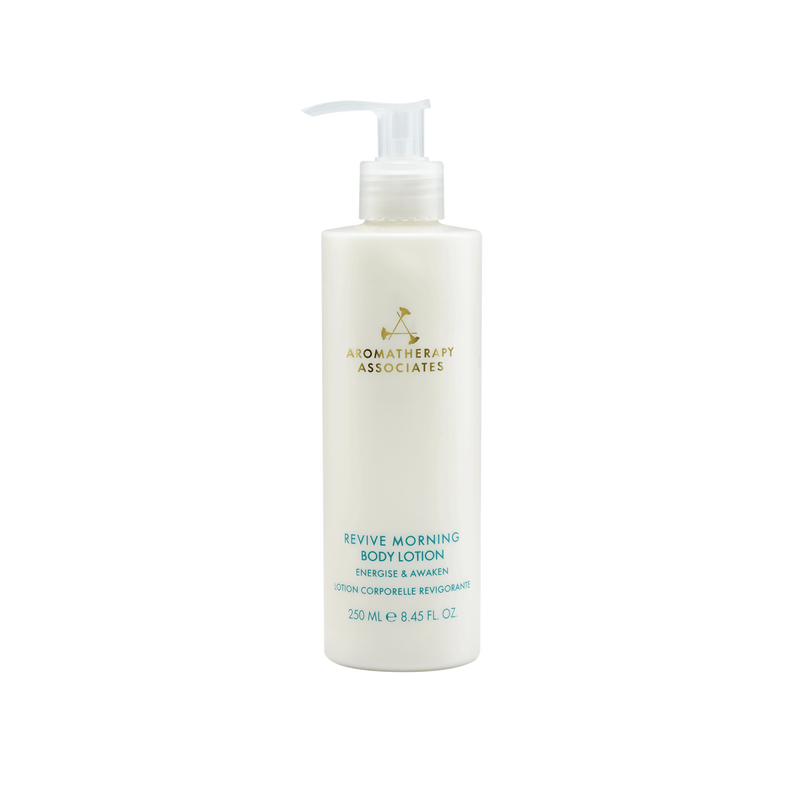 AROMATHERAPY
ASSOCIATES
REVIVE MORNING
BODY LOTION
ENERGISE & AWAKEN
LOTION CORPORELLE REVIGORANTE
250 ML ℮ 8.45 FL. OZ.